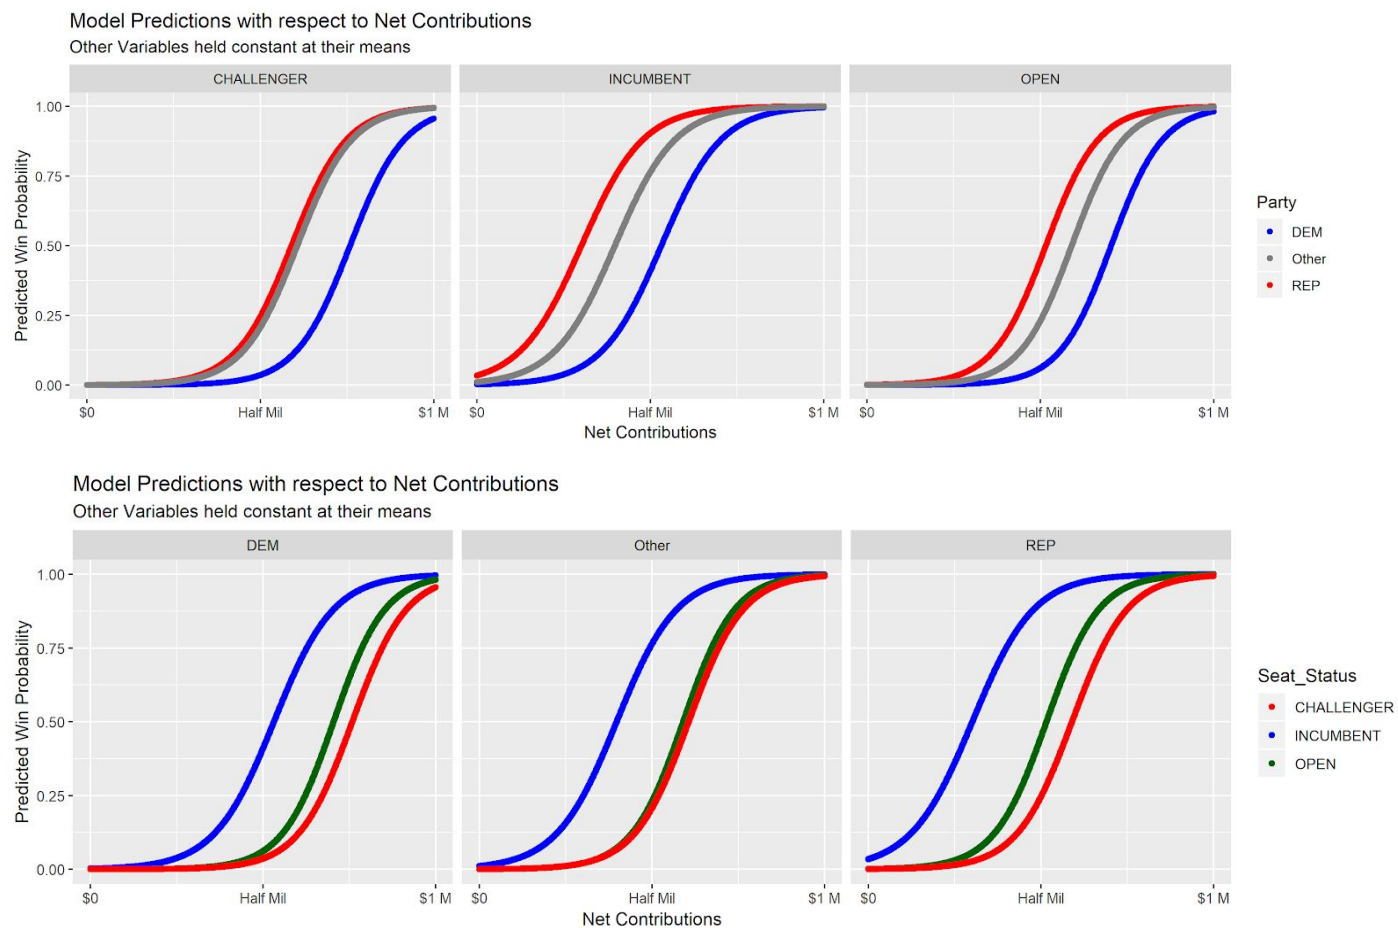 Model Predictions with respect to Net Contributions
Other Variables held constant at their means
CHALLENGER INCUMBENT OPEN
Predicted Win Probability
1.00
0.75
0.50
0.25
0.00
$0 Half Mil $1 M $0 Half Mil $1 M $0 Half Mil $1 M
Net Contributions
Party
DEM
Other
REP
Model Predictions with respect to Net Contributions
Other Variables held constant at their means
DEM Other REP
Predicted Win Probability
1.00
0.75
0.50
0.25
0.00
$0 Half Mil $1 M $0 Half Mil $1 M $0 Half Mil $1 M
Net Contributions
Seat_Status
CHALLENGER
INCUMBENT
OPEN